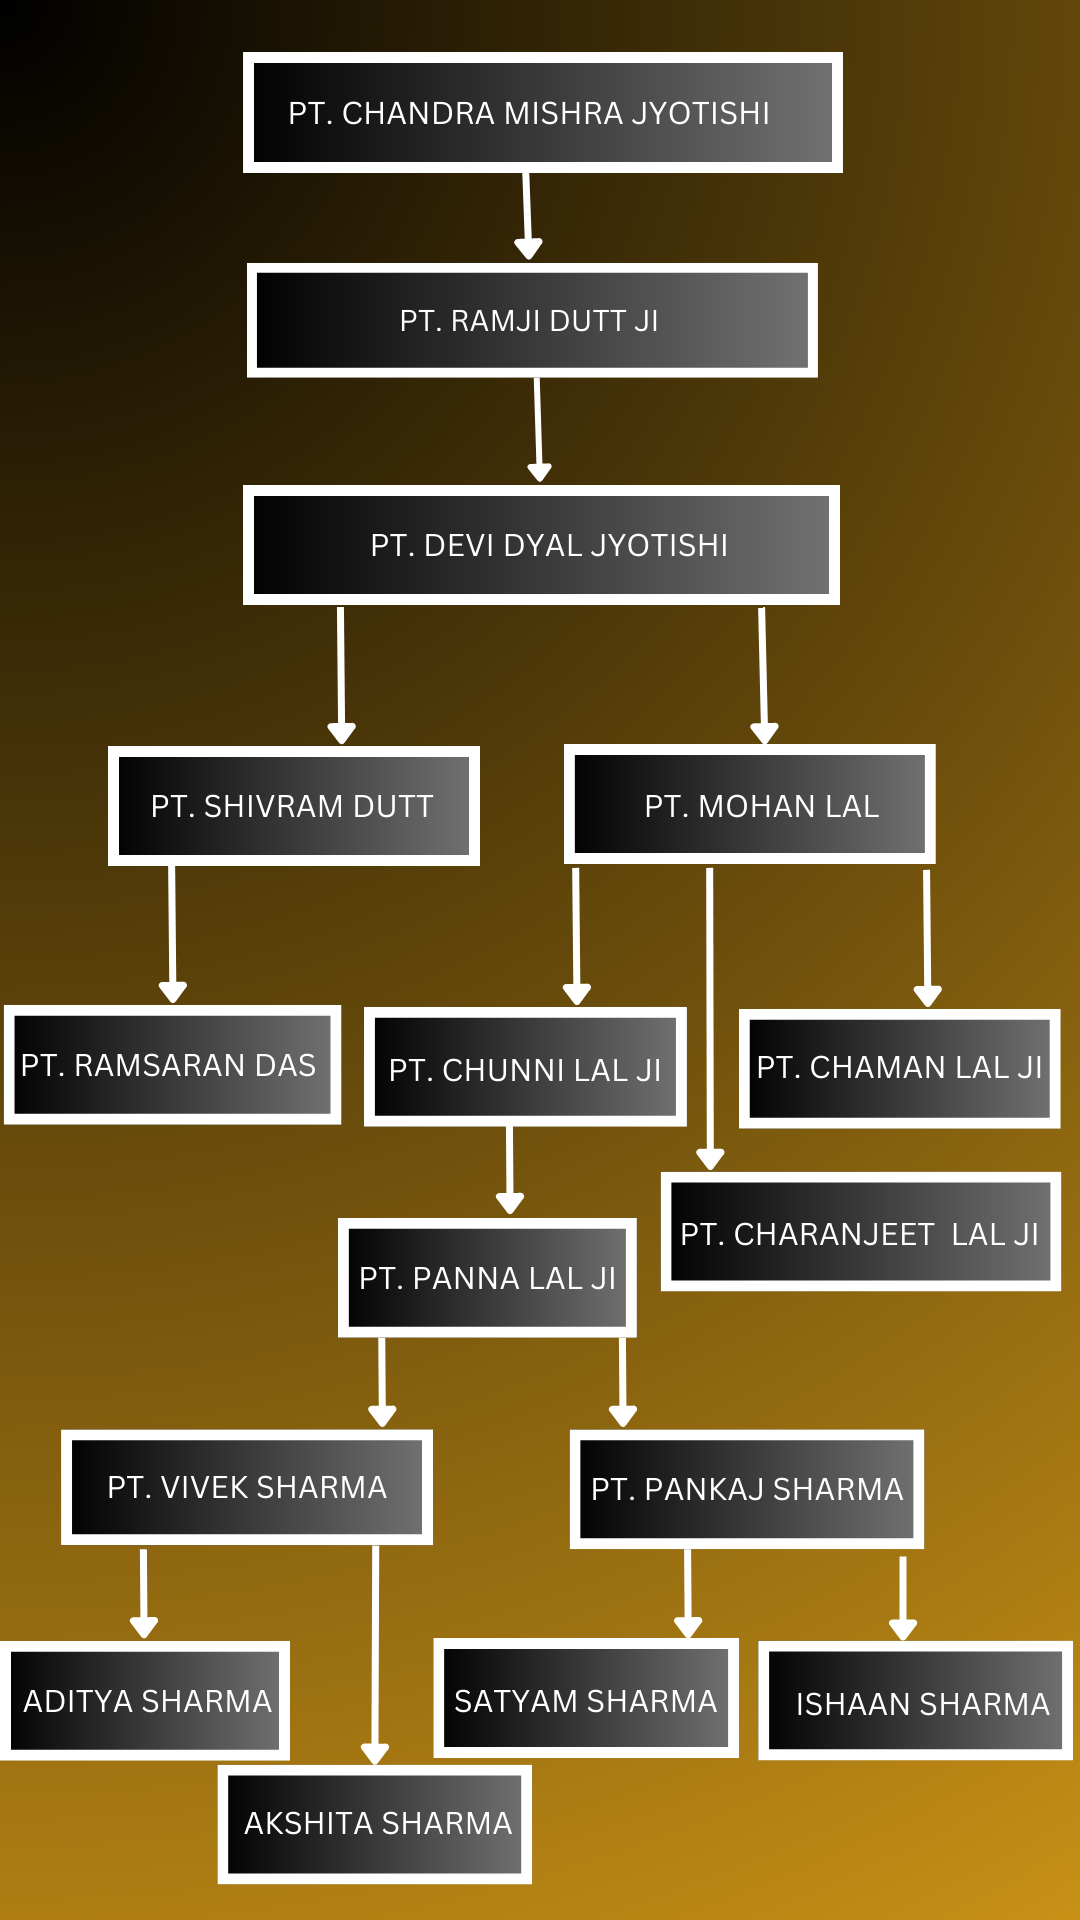 PT. CHANDRA MISHRA JYOTISHI
PT. RAMJI DUTT JI
PT. DEVI DYAL JYOTISHI
PT. SHIVRAM DUTT
PT. MOHAN LAL
PT. RAMSARAN DAS
PT. CHUNNI LAL JI
PT. CHAMAN LAL JI
PT. CHARANJEET LAL JI
PT. PANNA LAL JI
PT. VIVEK SHARMA
PT. PANKAJ SHARMA
ADITYA SHARMA
SATYAM SHARMA
ISHAAN SHARMA
AKSHITA SHARMA